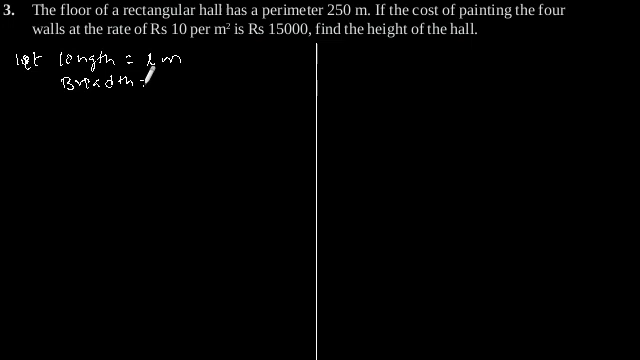 3. The floor of a rectangular hall has a perimeter 250 m. If the cost of painting the four
walls at the rate of Rs 10 per m² is Rs 15000, find the height of the hall.
let length = l m
Breadth =